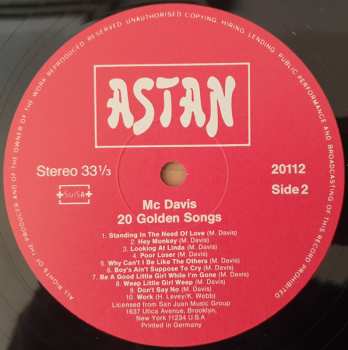 ALL RIGHTS OF THE PRODUCER AND OF THE OWNER OF THE WORK REPRODUCED RESERVED UNAUTHORISED COPYING, HIRING, LENDING, PUBLIC PERFORMANCE AND BROADCASTING OF THIS RECORD PROHIBITED
ASTAN
Stereo 33 1/3
20112
SUISA
Side 2
Mc Davis
20 Golden Songs
1. Standing In The Need Of Love (M. Davis)
2. Hey Monkey (M. Davis)
3. Looking At Linda (M. Davis)
4. Poor Loser (M. Davis)
5. Why Can't I Be Like The Others (M. Davis)
6. Boy's Ain't Suppose To Cry (M. Davis)
7. Be A Good Little Girl While I'm Gone (M. Davis)
8. Weep Little Girl Weep (M. Davis)
9. Don't Say No (M. Davis)
10. Work (H. Levey/K. Webb)
Licensed from San Juan Music Group
1637 Utica Avenue, Brooklyn,
New York 11234 U.S.A
Printed in Germany